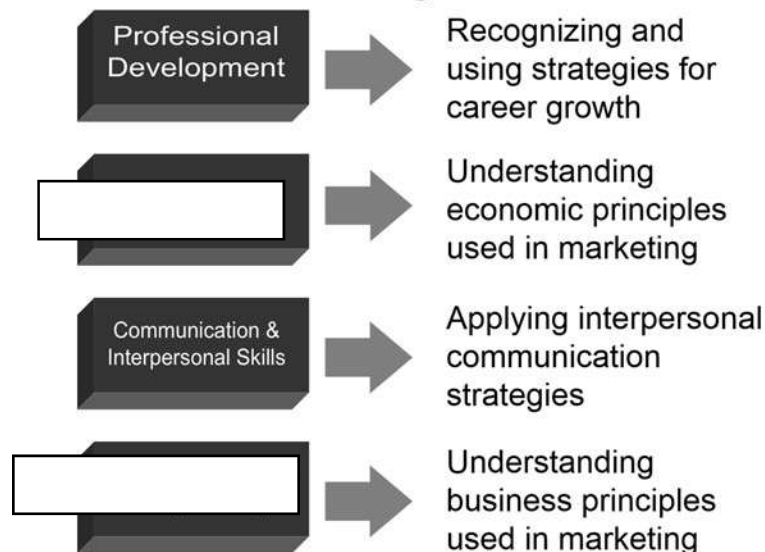 Professional
Development
Recognizing and
using strategies for
career growth
Understanding
economic principles
used in marketing
Communication &
Interpersonal Skills
Applying interpersonal
communication
strategies
Understanding
business principles
used in marketing